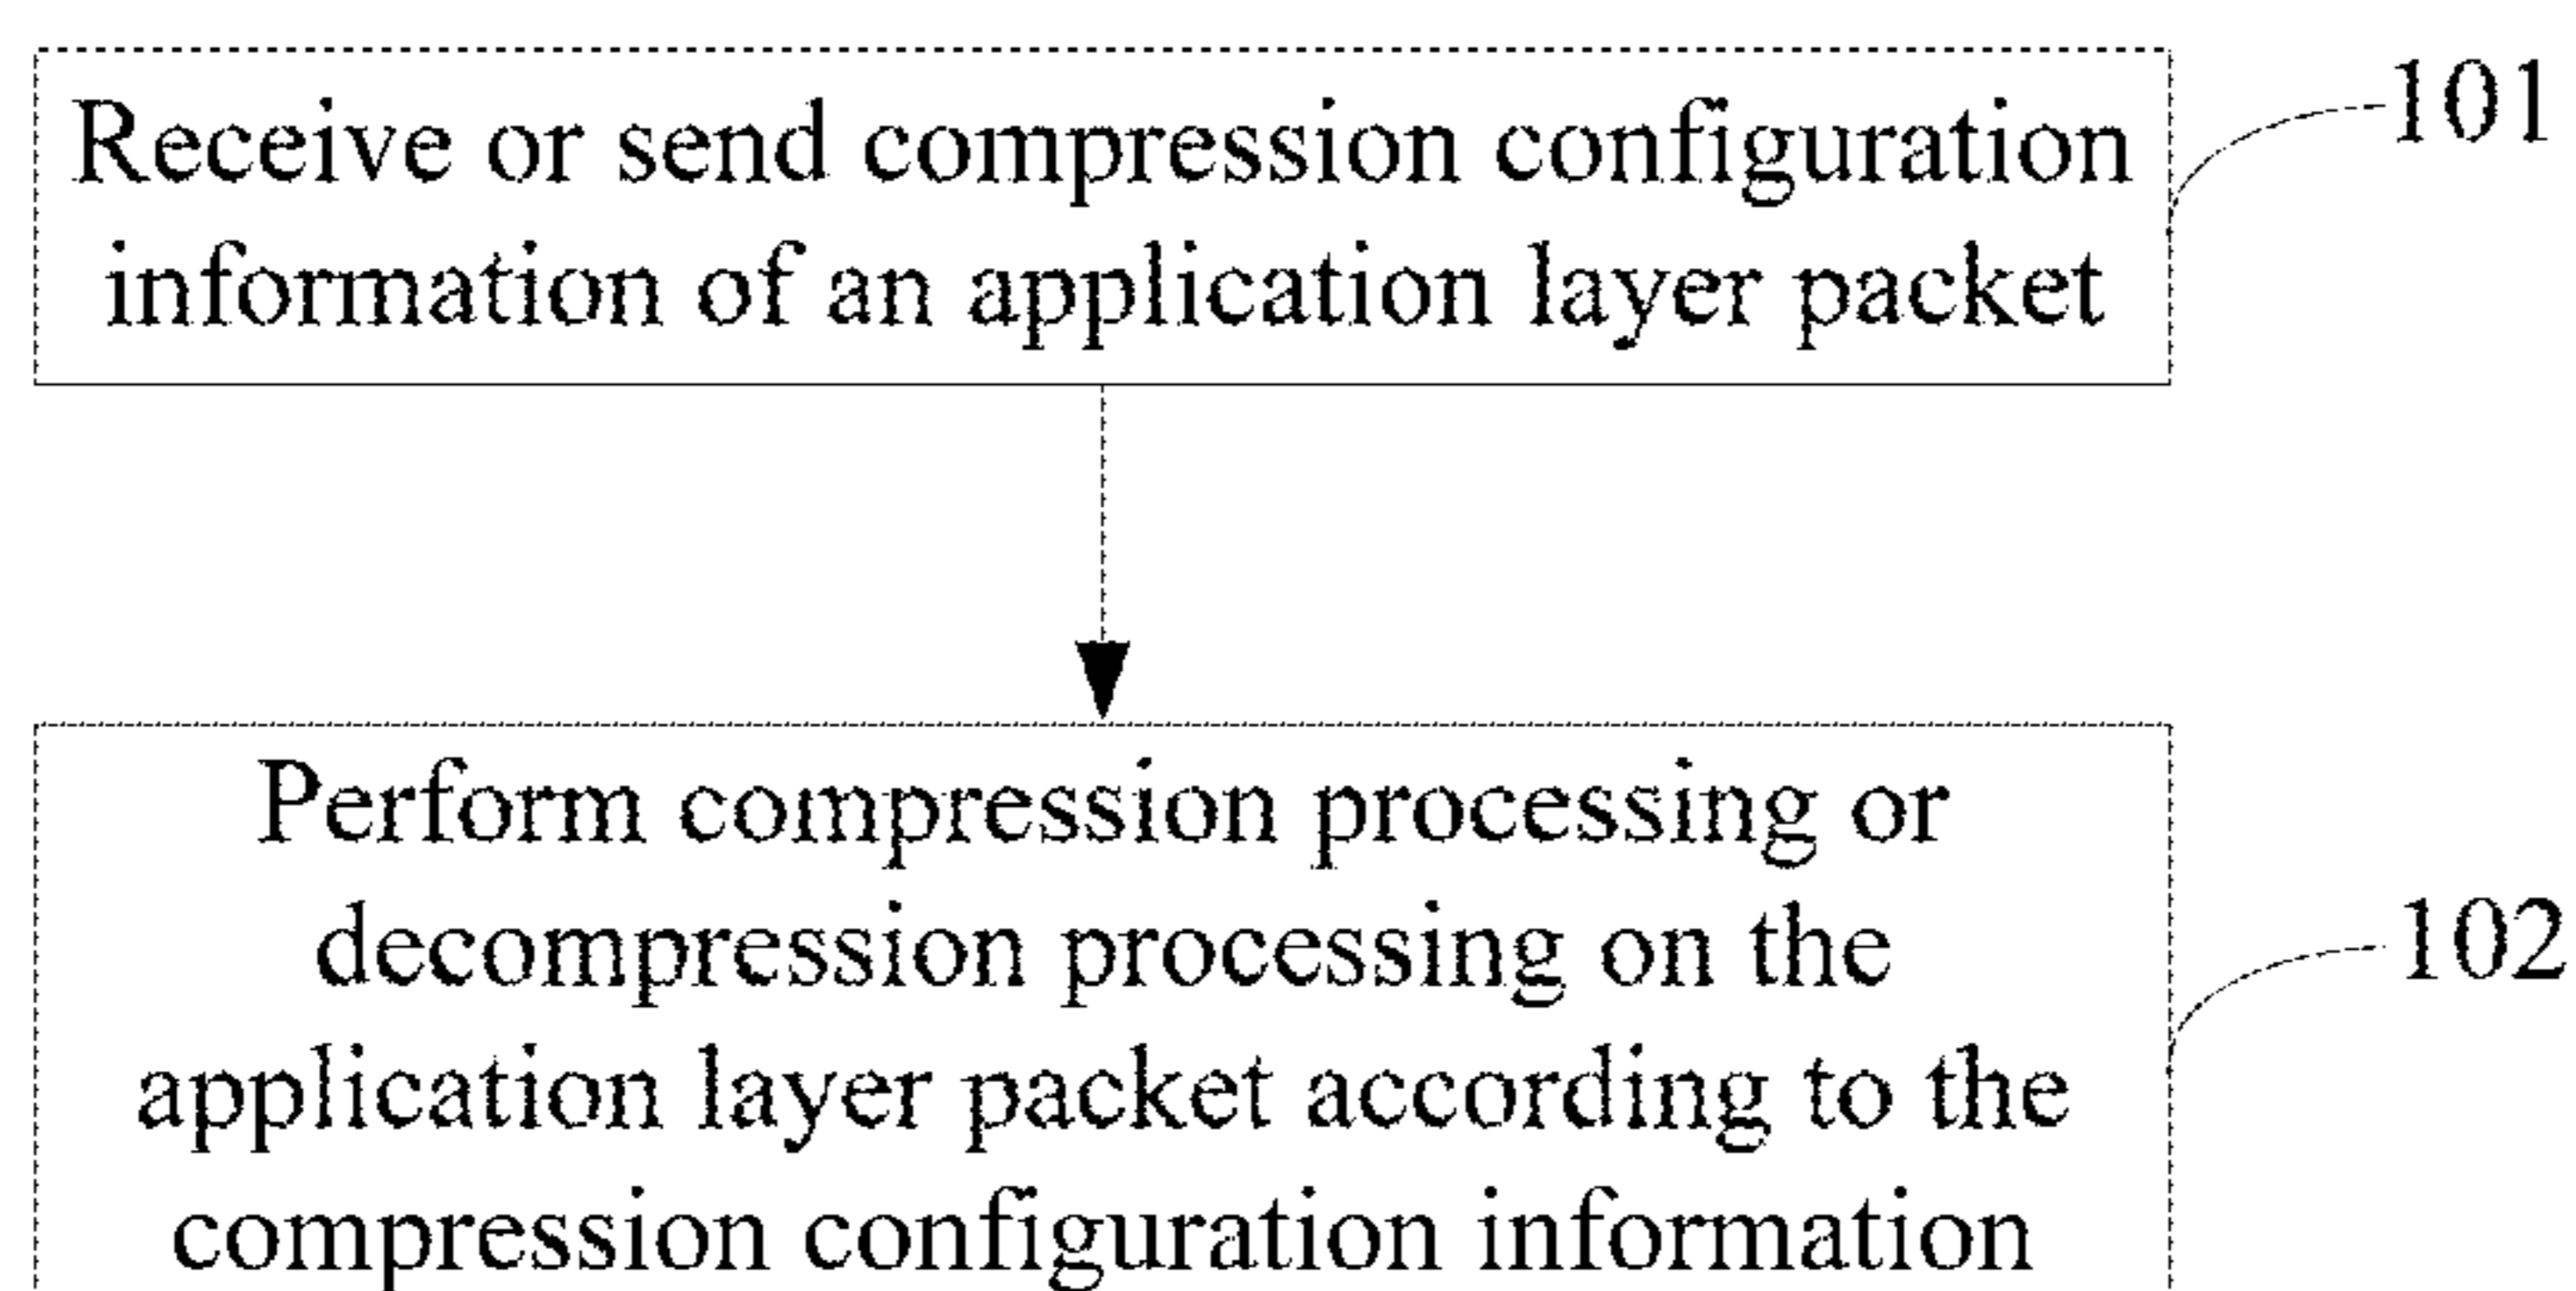 Receive or send compression configuration
information of an application layer packet
101
Perform compression processing or
decompression processing on the
application layer packet according to the
compression configuration information
102